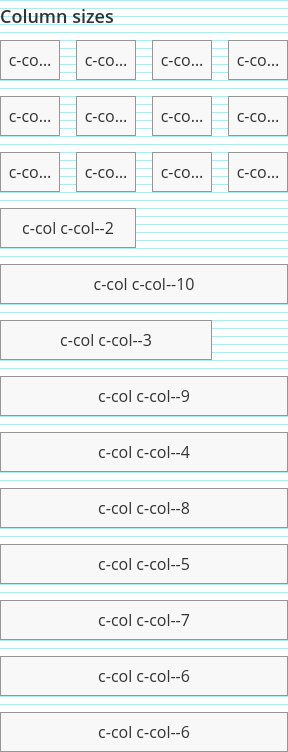 Column sizes
c-co... c-co... c-co... c-co...
c-co... c-co... c-co... c-co...
c-co... c-co... c-co... c-co...
c-col c-col--2
c-col c-col--10
c-col c-col--3
c-col c-col--9
c-col c-col--4
c-col c-col--8
c-col c-col--5
c-col c-col--7
c-col c-col--6
c-col c-col--6